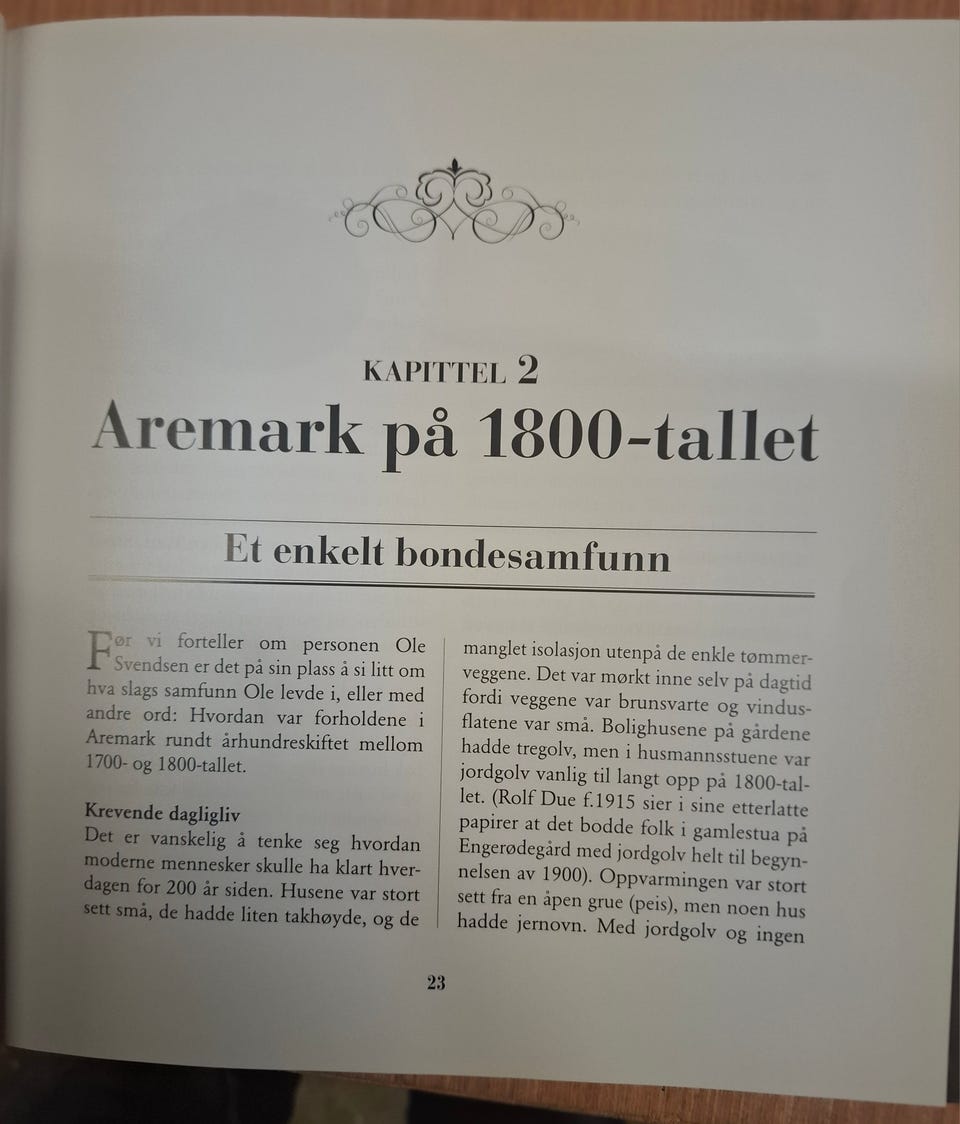 KAPITTEL 2
Aremark på 1800-tallet
Et enkelt bondesamfunn
Før vi forteller om personen Ole
Svendsen er det på sin plass å si litt om
hva slags samfunn Ole levde i, eller med
andre ord: Hvordan var forholdene i
Aremark rundt århundreskiftet mellom
1700- og 1800-tallet.
Krevende dagligliv
Det er vanskelig å tenke seg hvordan
moderne mennesker skulle ha klart hver-
dagen for 200 år siden. Husene var stort
sett små, de hadde liten takhøyde, og de
manglet isolasjon utenpå de enkle tømmer-
veggene. Det var mørkt inne selv på dagtid
fordi veggene var brunsvarte og vindus-
flatene var små. Bolighusene på gårdene
hadde tregolv, men i husmannsstuene var
jordgolv vanlig til langt opp på 1800-tal-
let. (Rolf Due f.1915 sier i sine etterlatte
papirer at det bodde folk i gamlestua på
Engerødegård med jordgolv helt til begyn-
nelsen av 1900). Oppvarmingen var stort
sett fra en åpen grue (peis), men noen hus
hadde jernovn. Med jordgolv og ingen
23